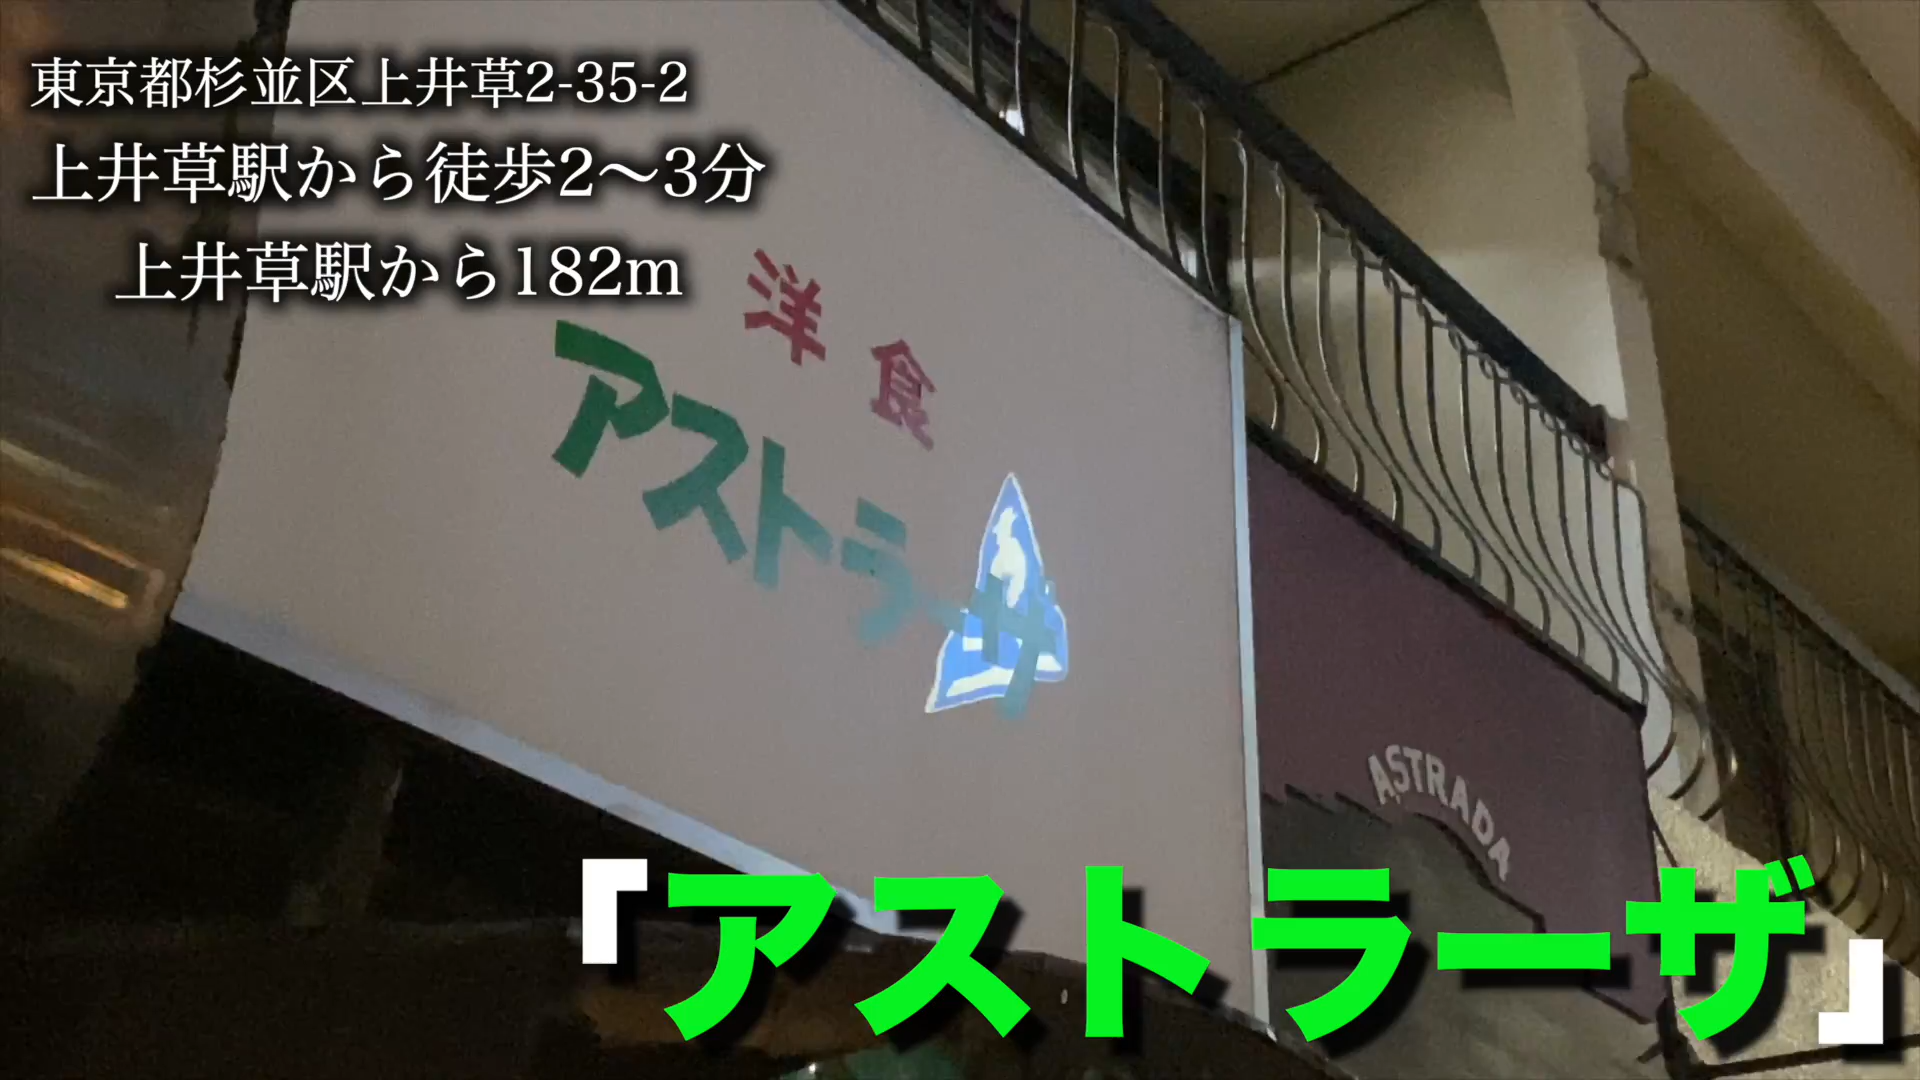 東京都杉並区上井草2-35-2
上井草駅から徒歩2〜3分
上井草駅から182m
洋食
アストラーザ
ASTRADA
「アストラーザ」